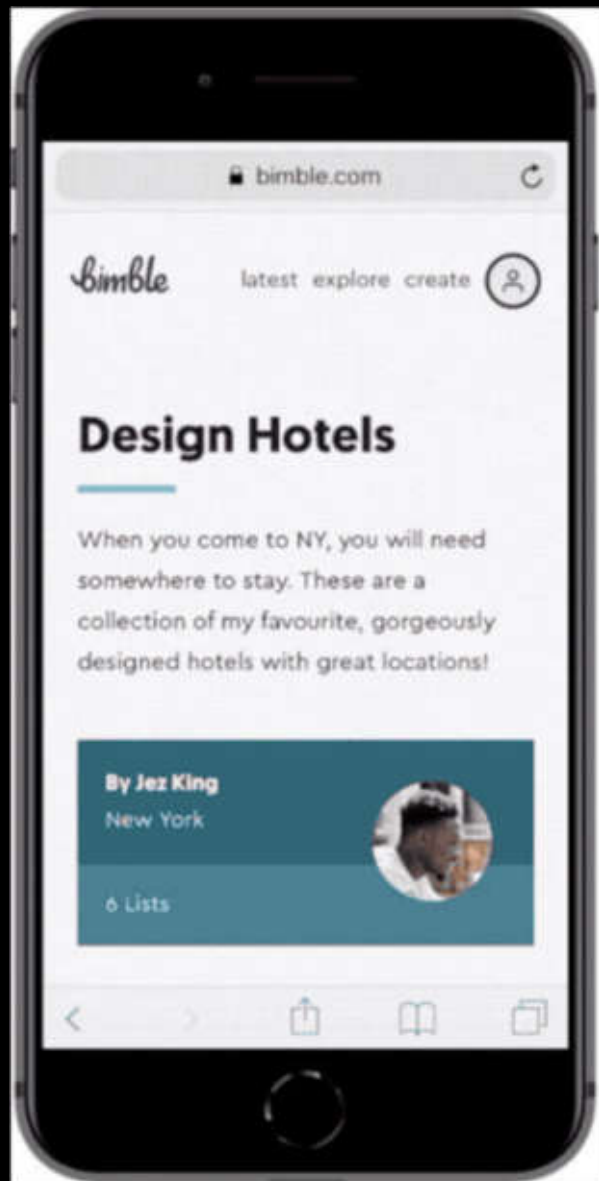 bimble.com
bimble
latest explore create
Design Hotels
When you come to NY, you will need
somewhere to stay. These are a
collection of my favourite, gorgeously
designed hotels with great locations!
By Jez King
New York
6 Lists